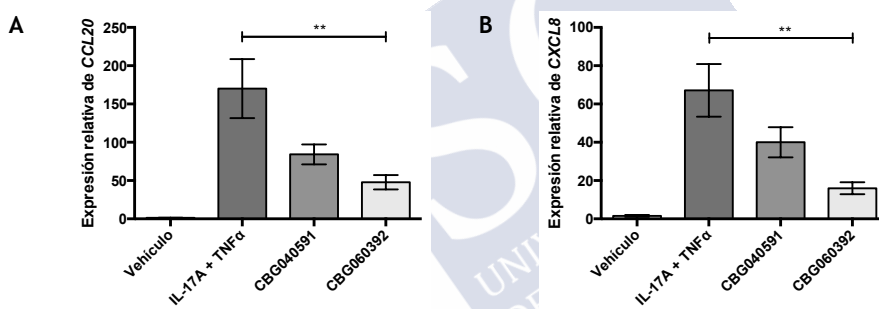 A
Expresión relativa de CCL20
250
200
150
100
50
0
**
Vehículo
IL-17A + TNFα
CBG040591
CBG060392
B
Expresión relativa de CXCL8
100
80
60
40
20
0
**
Vehículo
IL-17A + TNFα
CBG040591
CBG060392